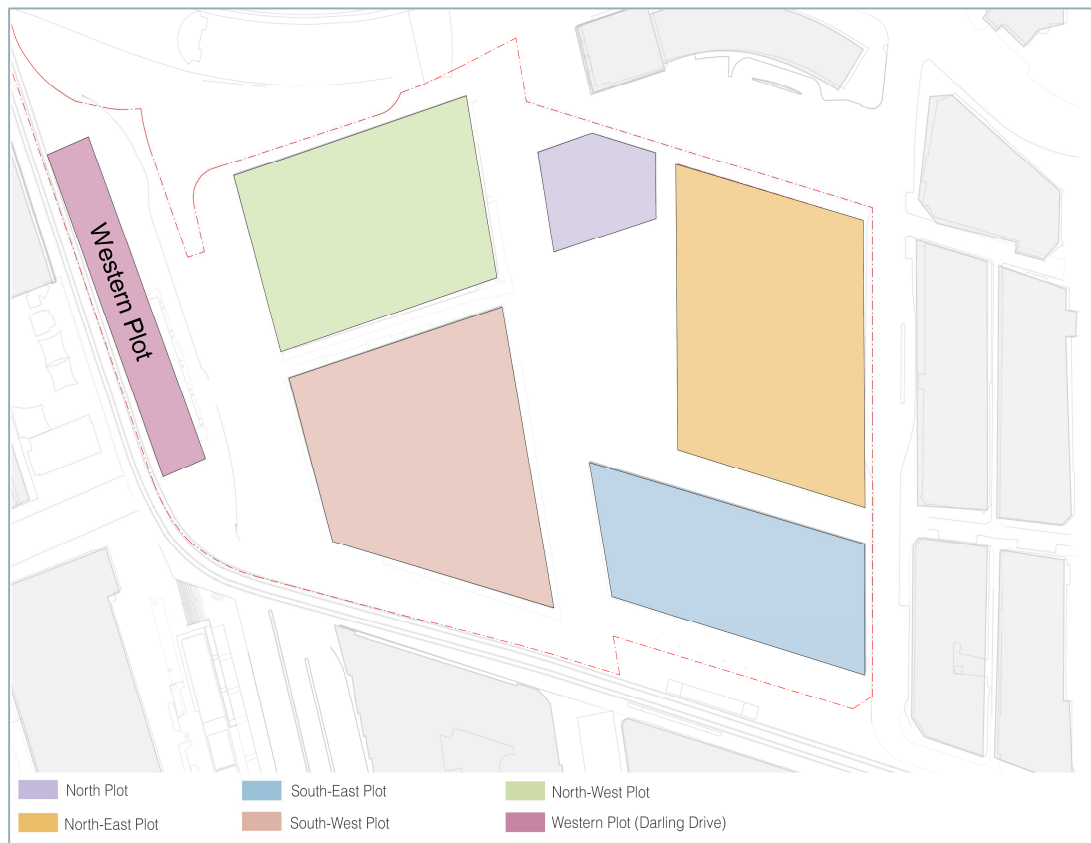 Western Plot
North Plot
South-East Plot
North-West Plot
North-East Plot
South-West Plot
Western Plot (Darling Drive)